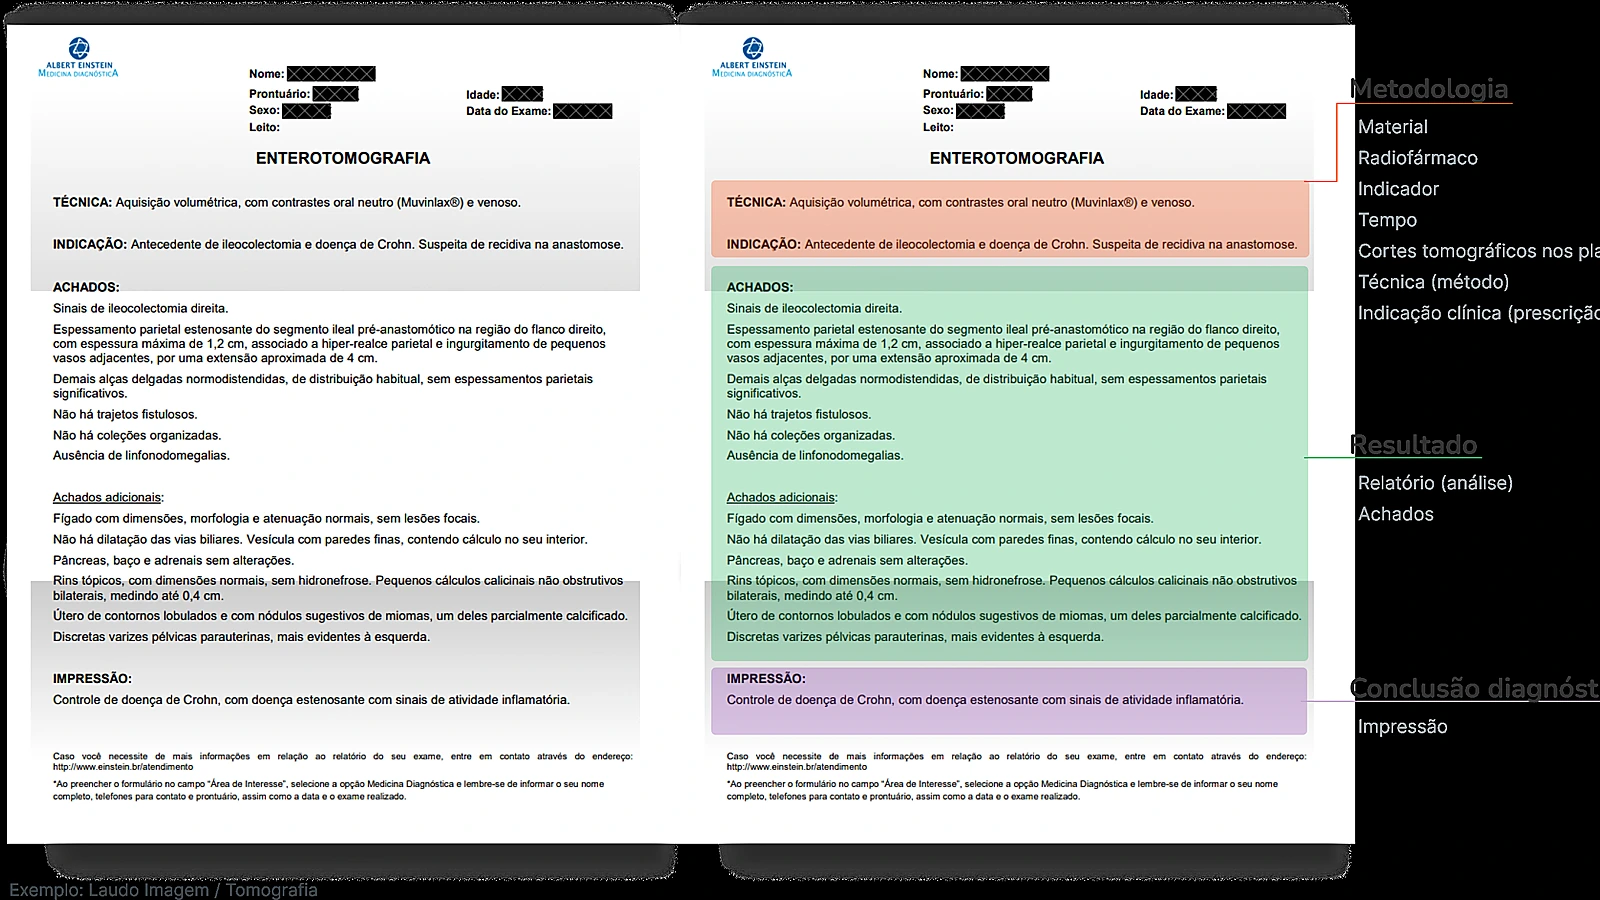 ALBERT EINSTEIN
MEDICINA DIAGNÓSTICA
Nome:
Prontuário:
Idade:
Sexo:
Data do Exame:
Leito:
ENTEROTOMOGRAFIA
TÉCNICA: Aquisição volumétrica, com contrastes oral neutro (Muvinlax®) e venoso.
INDICAÇÃO: Antecedente de ileocolectomia e doença de Crohn. Suspeita de recidiva na anastomose.
ACHADOS:
Sinais de ileocolectomia direita.
Espessamento parietal estenosante do segmento ileal pré-anastomótico na região do flanco direito,
com espessura máxima de 1,2 cm, associado a hiper-realce parietal e ingurgitamento de pequenos
vasos adjacentes, por uma extensão aproximada de 4 cm.
Demais alças delgadas normodistendidas, de distribuição habitual, sem espessamentos parietais
significativos.
Não há trajetos fistulosos.
Não há coleções organizadas.
Ausência de linfonodomegalias.
Achados adicionais:
Fígado com dimensões, morfologia e atenuação normais, sem lesões focais.
Não há dilatação das vias biliares. Vesícula com paredes finas, contendo cálculo no seu interior.
Pâncreas, baço e adrenais sem alterações.
Rins tópicos, com dimensões normais, sem hidronefrose. Pequenos cálculos calicinais não obstrutivos
bilaterais, medindo até 0,4 cm.
Útero de contornos lobulados e com nódulos sugestivos de miomas, um deles parcialmente calcificado.
Discretas varizes pélvicas parauterinas, mais evidentes à esquerda.
IMPRESSÃO:
Controle de doença de Crohn, com doença estenosante com sinais de atividade inflamatória.
Caso você necessite de mais informações em relação ao relatório do seu exame, entre em contato através do endereço:
http://www.einstein.br/atendimento
*Ao preencher o formulário no campo “Área de Interesse”, selecione a opção Medicina Diagnóstica e lembre-se de informar o seu nome
completo, telefones para contato e prontuário, assim como a data e o exame realizado.
ALBERT EINSTEIN
MEDICINA DIAGNÓSTICA
Nome:
Prontuário:
Idade:
Sexo:
Data do Exame:
Leito:
ENTEROTOMOGRAFIA
TÉCNICA: Aquisição volumétrica, com contrastes oral neutro (Muvinlax®) e venoso.
INDICAÇÃO: Antecedente de ileocolectomia e doença de Crohn. Suspeita de recidiva na anastomose.
ACHADOS:
Sinais de ileocolectomia direita.
Espessamento parietal estenosante do segmento ileal pré-anastomótico na região do flanco direito,
com espessura máxima de 1,2 cm, associado a hiper-realce parietal e ingurgitamento de pequenos
vasos adjacentes, por uma extensão aproximada de 4 cm.
Demais alças delgadas normodistendidas, de distribuição habitual, sem espessamentos parietais
significativos.
Não há trajetos fistulosos.
Não há coleções organizadas.
Ausência de linfonodomegalias.
Achados adicionais:
Fígado com dimensões, morfologia e atenuação normais, sem lesões focais.
Não há dilatação das vias biliares. Vesícula com paredes finas, contendo cálculo no seu interior.
Pâncreas, baço e adrenais sem alterações.
Rins tópicos, com dimensões normais, sem hidronefrose. Pequenos cálculos calicinais não obstrutivos
bilaterais, medindo até 0,4 cm.
Útero de contornos lobulados e com nódulos sugestivos de miomas, um deles parcialmente calcificado.
Discretas varizes pélvicas parauterinas, mais evidentes à esquerda.
IMPRESSÃO:
Controle de doença de Crohn, com doença estenosante com sinais de atividade inflamatória.
Caso você necessite de mais informações em relação ao relatório do seu exame, entre em contato através do endereço:
http://www.einstein.br/atendimento
*Ao preencher o formulário no campo “Área de Interesse”, selecione a opção Medicina Diagnóstica e lembre-se de informar o seu nome
completo, telefones para contato e prontuário, assim como a data e o exame realizado.
Metodologia
Material
Radiofármaco
Indicador
Tempo
Cortes tomográficos nos pla
Técnica (método)
Indicação clínica (prescrição
Resultado
Relatório (análise)
Achados
Conclusão diagnóst
Impressão
Exemplo: Laudo Imagem / Tomografia